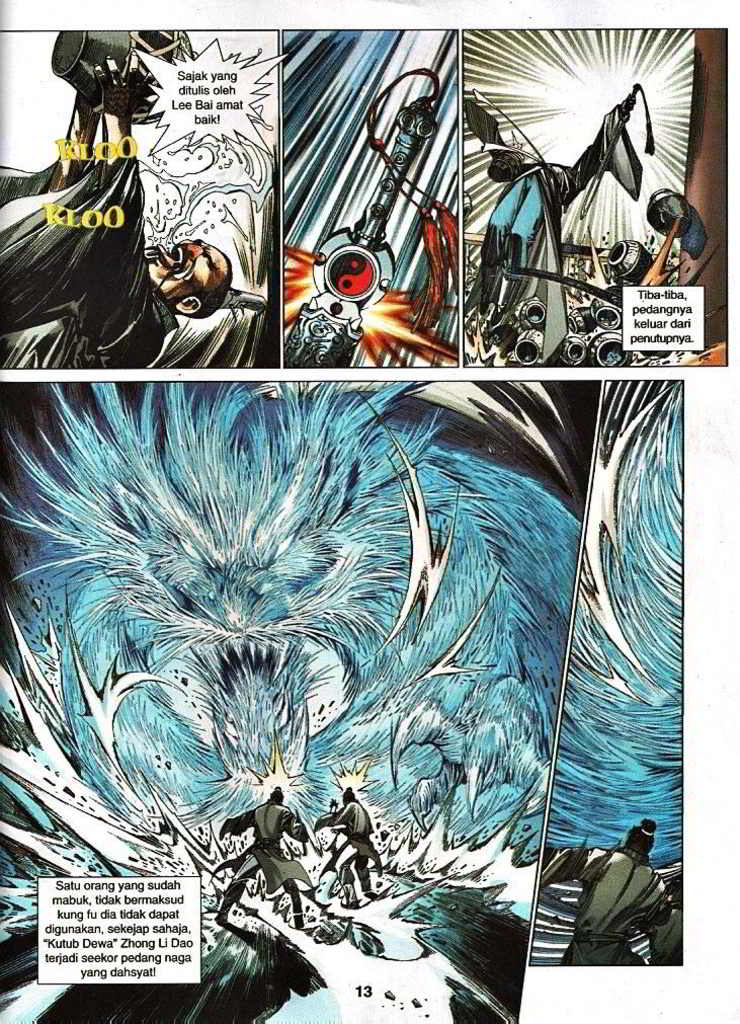 Sajak yang
ditulis oleh
Lee Bai amat
baik!
KLOO
KLOO
Tiba-tiba,
pedangnya
keluar dari
penutupnya.
Satu orang yang sudah
mabuk, tidak bermaksud
kung fu dia tidak dapat
digunakan, sekejap sahaja,
“Kutub Dewa” Zhong Li Dao
terjadi seekor pedang naga
yang dahsyat!
13